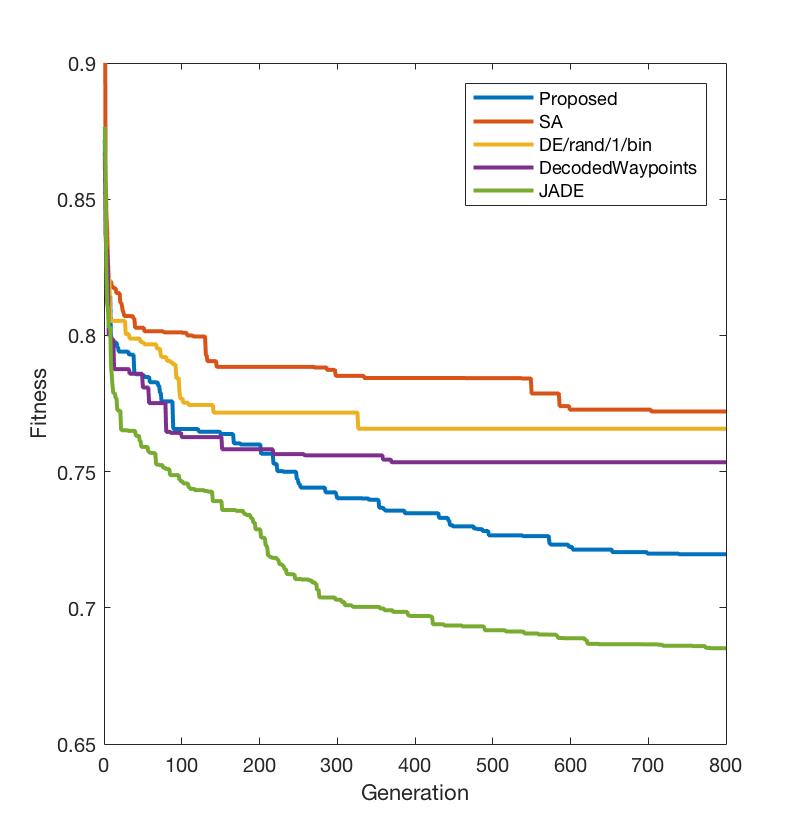 0.9
0.85
0.8
0.75
0.7
0.65
Fitness
Proposed
SA
DE/rand/1/bin
DecodedWaypoints
JADE
0 100 200 300 400 500 600 700 800
Generation